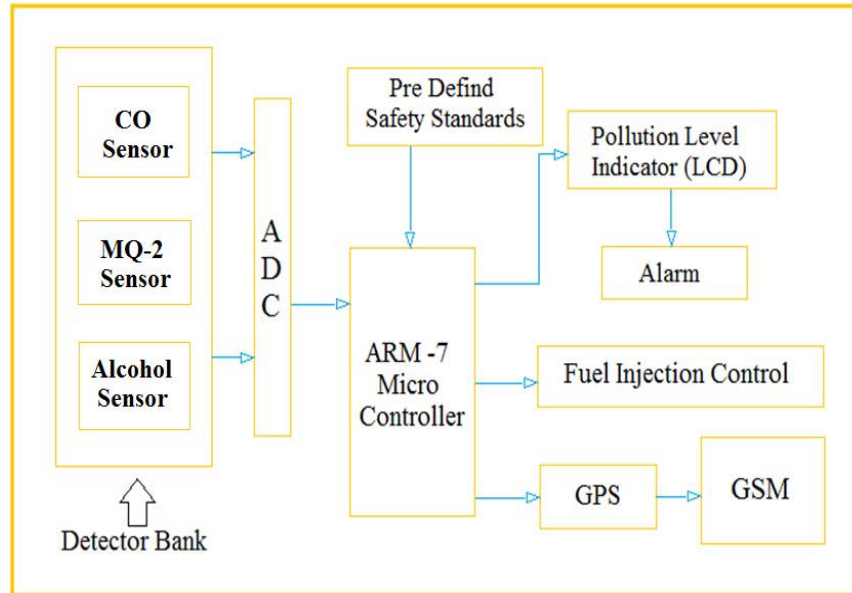 CO
Sensor
MQ-2
Sensor
Alcohol
Sensor
Detector Bank
A
D
C
Pre Defind
Safety Standards
ARM -7
Micro
Controller
Pollution Level
Indicator (LCD)
Alarm
Fuel Injection Control
GPS
GSM